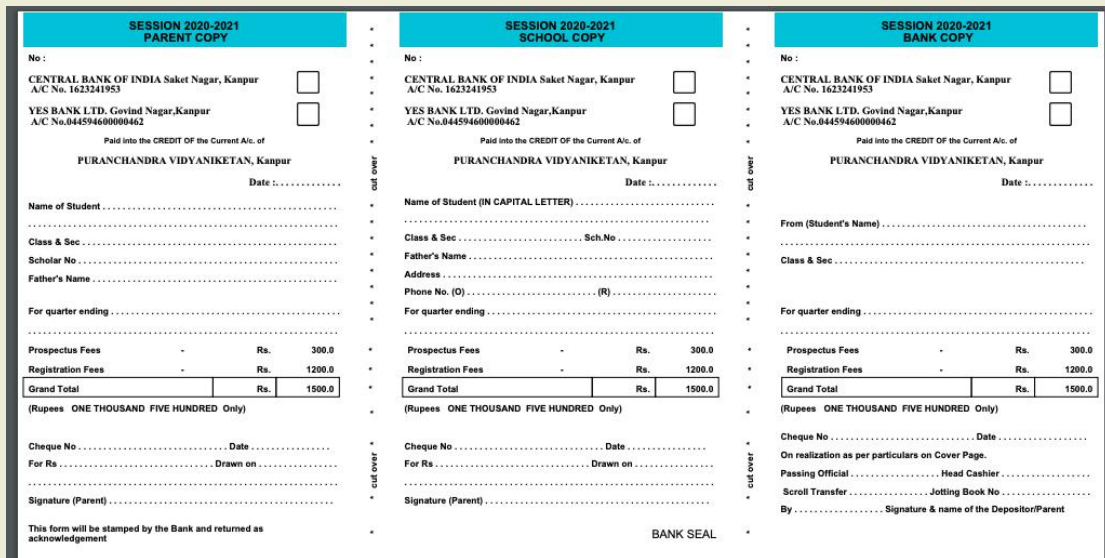 SESSION 2020-2021
PARENT COPY
No :
CENTRAL BANK OF INDIA Saket Nagar, Kanpur
A/C No. 1623241953
YES BANK LTD. Govind Nagar,Kanpur
A/C No.044594600000462
Paid into the CREDIT OF the Current A/c. of
PURANCHANDRA VIDYANIKETAN, Kanpur
Date :. . . . . . . . . . . .
Name of Student . . . . . . . . . . . .
Class & Sec . . . . . . . . . . . .
Scholar No . . . . . . . . . . . .
Father's Name . . . . . . . . . . . .
For quarter ending . . . . . . . . . . . .
Prospectus Fees - Rs. 300.0
Registration Fees - Rs. 1200.0
Grand Total Rs. 1500.0
(Rupees ONE THOUSAND FIVE HUNDRED Only)
Cheque No . . . . . . . . . . . . Date . . . . . . . . . . . .
For Rs . . . . . . . . . . . . Drawn on . . . . . . . . . . . .
Signature (Parent) . . . . . . . . . . . .
This form will be stamped by the Bank and returned as
acknowledgement
cut over
cut over
SESSION 2020-2021
SCHOOL COPY
No :
CENTRAL BANK OF INDIA Saket Nagar, Kanpur
A/C No. 1623241953
YES BANK LTD. Govind Nagar,Kanpur
A/C No.044594600000462
Paid into the CREDIT OF the Current A/c. of
PURANCHANDRA VIDYANIKETAN, Kanpur
Date :. . . . . . . . . . . .
Name of Student (IN CAPITAL LETTER) . . . . . . . . . . . .
Class & Sec . . . . . . . . . . . . Sch.No . . . . . . . . . . . .
Father's Name . . . . . . . . . . . .
Address . . . . . . . . . . . .
Phone No. (O) . . . . . . . . . . . . (R) . . . . . . . . . . . .
For quarter ending . . . . . . . . . . . .
Prospectus Fees - Rs. 300.0
Registration Fees - Rs. 1200.0
Grand Total Rs. 1500.0
(Rupees ONE THOUSAND FIVE HUNDRED Only)
Cheque No . . . . . . . . . . . . Date . . . . . . . . . . . .
For Rs . . . . . . . . . . . . Drawn on . . . . . . . . . . . .
Signature (Parent) . . . . . . . . . . . .
BANK SEAL
cut over
cut over
SESSION 2020-2021
BANK COPY
No :
CENTRAL BANK OF INDIA Saket Nagar, Kanpur
A/C No. 1623241953
YES BANK LTD. Govind Nagar,Kanpur
A/C No.044594600000462
Paid into the CREDIT OF the Current A/c. of
PURANCHANDRA VIDYANIKETAN, Kanpur
Date :. . . . . . . . . . . .
From (Student's Name) . . . . . . . . . . . .
Class & Sec . . . . . . . . . . . .
For quarter ending . . . . . . . . . . . .
Prospectus Fees - Rs. 300.0
Registration Fees - Rs. 1200.0
Grand Total Rs. 1500.0
(Rupees ONE THOUSAND FIVE HUNDRED Only)
Cheque No . . . . . . . . . . . . Date . . . . . . . . . . . .
On realization as per particulars on Cover Page.
Passing Official . . . . . . . . . . . . Head Cashier . . . . . . . . . . . .
Scroll Transfer . . . . . . . . . . . . Jotting Book No . . . . . . . . . . . .
By . . . . . . . . . . . . Signature & name of the Depositor/Parent